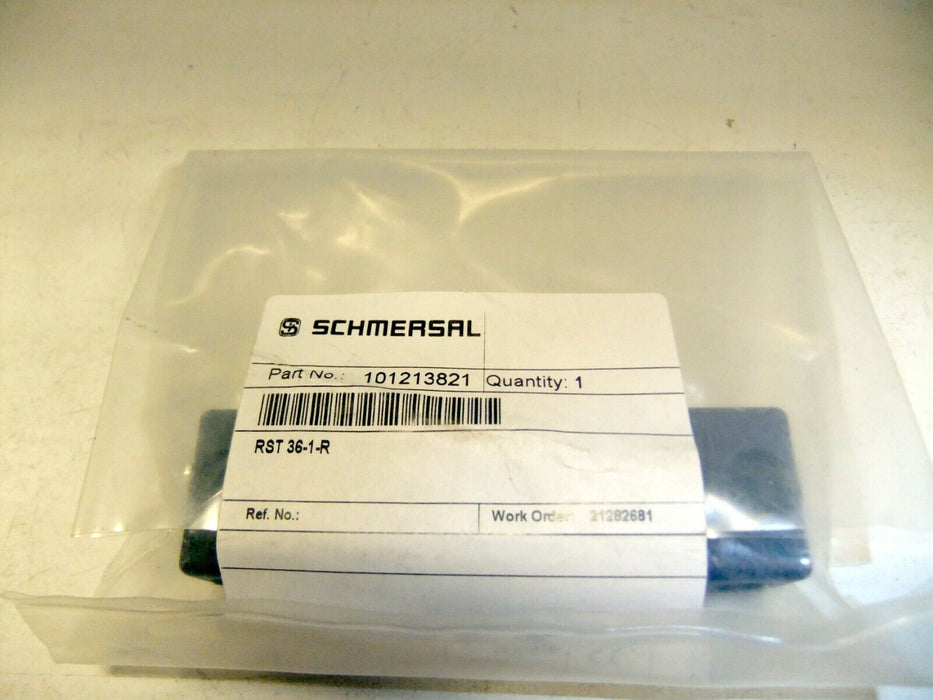 SCHMERSAL
Part No.: 101213821 Quantity: 1
RST 36-1-R
Ref. No.: Work Order: 21282681